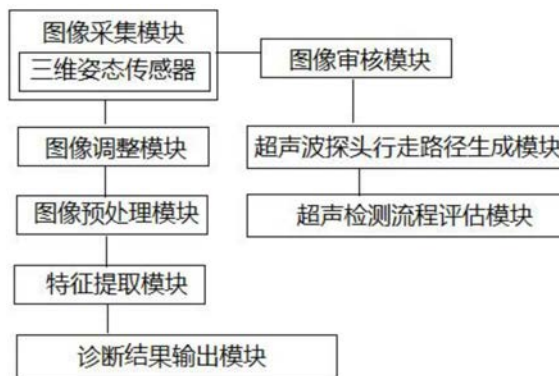 图像采集模块
三维姿态传感器
图像审核模块
图像调整模块
超声波探头行走路径生成模块
图像预处理模块
超声检测流程评估模块
特征提取模块
诊断结果输出模块